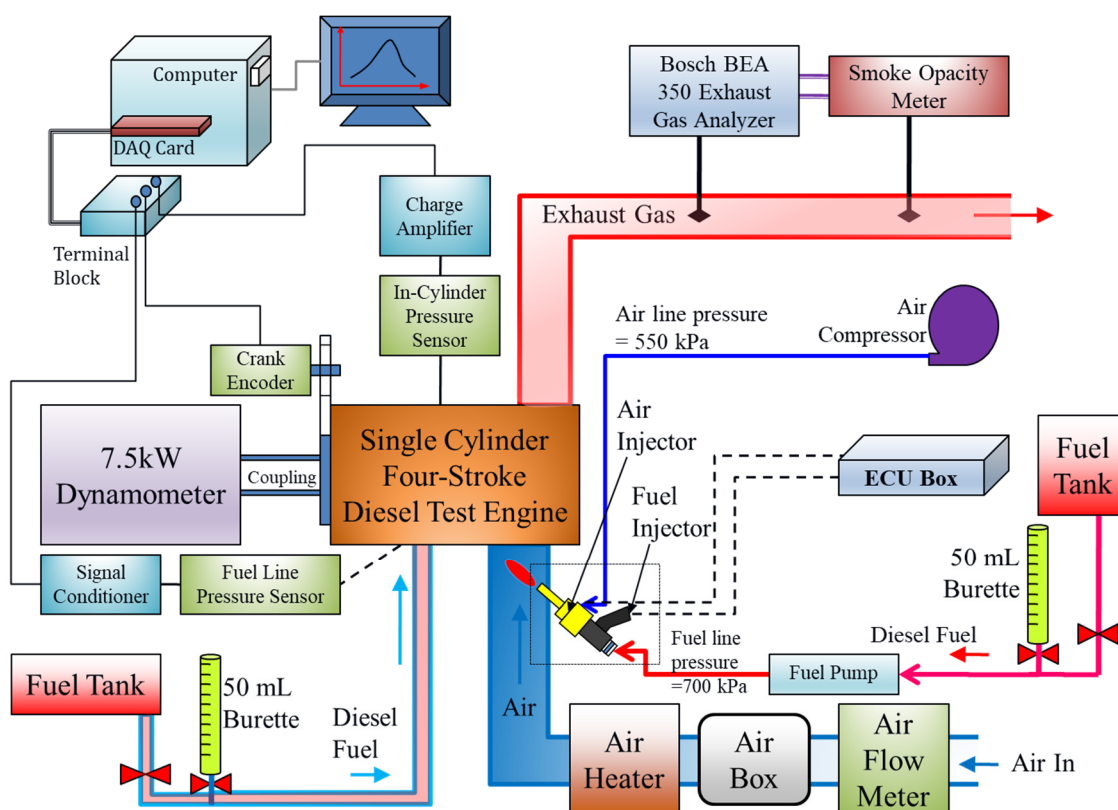 Computer
DAQ Card
Terminal
Block
Charge
Amplifier
In-Cylinder
Pressure
Sensor
Crank
Encoder
Bosch BEA
350 Exhaust
Gas Analyzer
Smoke Opacity
Meter
Exhaust Gas
Air line pressure
= 550 kPa
Air
Compressor
7.5kW
Dynamometer
Coupling
Single Cylinder
Four-Stroke
Diesel Test Engine
Air
Injector
Fuel
Injector
ECU Box
Fuel
Tank
50 mL
Burette
Signal
Conditioner
Fuel Line
Pressure Sensor
Diesel Fuel
Fuel line
pressure
=700 kPa
Fuel Pump
Fuel Tank
50 mL
Burette
Diesel
Fuel
Air
Air
Heater
Air
Box
Air
Flow
Meter
Air In